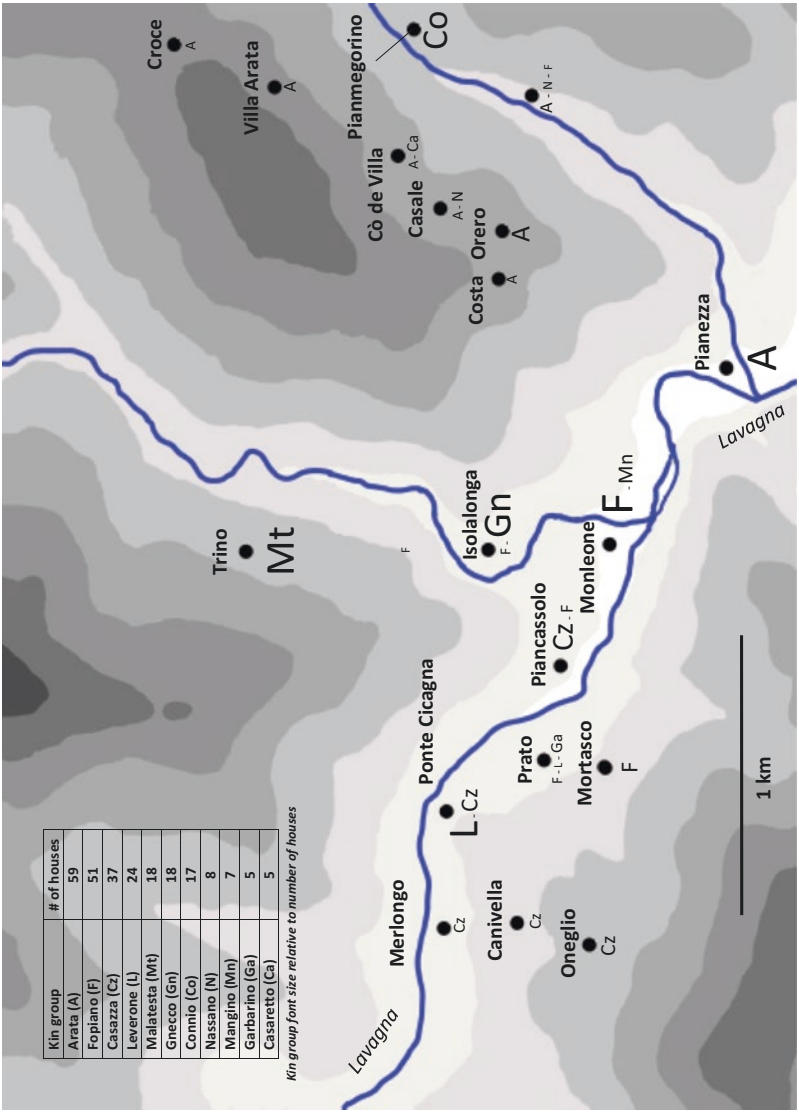 Kin group # of houses
Arata (A) 59
Fopiano (F) 51
Casazza (Cz) 37
Leverone (L) 24
Malatesta (Mt) 18
Gnecco (Gn) 18
Connio (Co) 17
Nassano (N) 8
Mangino (Mn) 7
Garbarino (Ga) 5
Casaretto (Ca) 5
Kin group font size relative to number of houses
Croce
A
Villa Arata
A
Pianmegorino
Co
A - N - F
Cò de Villa
A - Ca
Casale
A - N
Orero
A
Costa
A
Trino
Mt
F
Isolalonga
F - Gn
Monleone
F - Mn
Pianezza
A
Lavagna
Piancassolo
Cz - F
Ponte Cicagna
L - Cz
Prato
F - L - Ga
Mortasco
F
Merlongo
Cz
Canivella
Cz
Oneglio
Cz
Lavagna
1 km